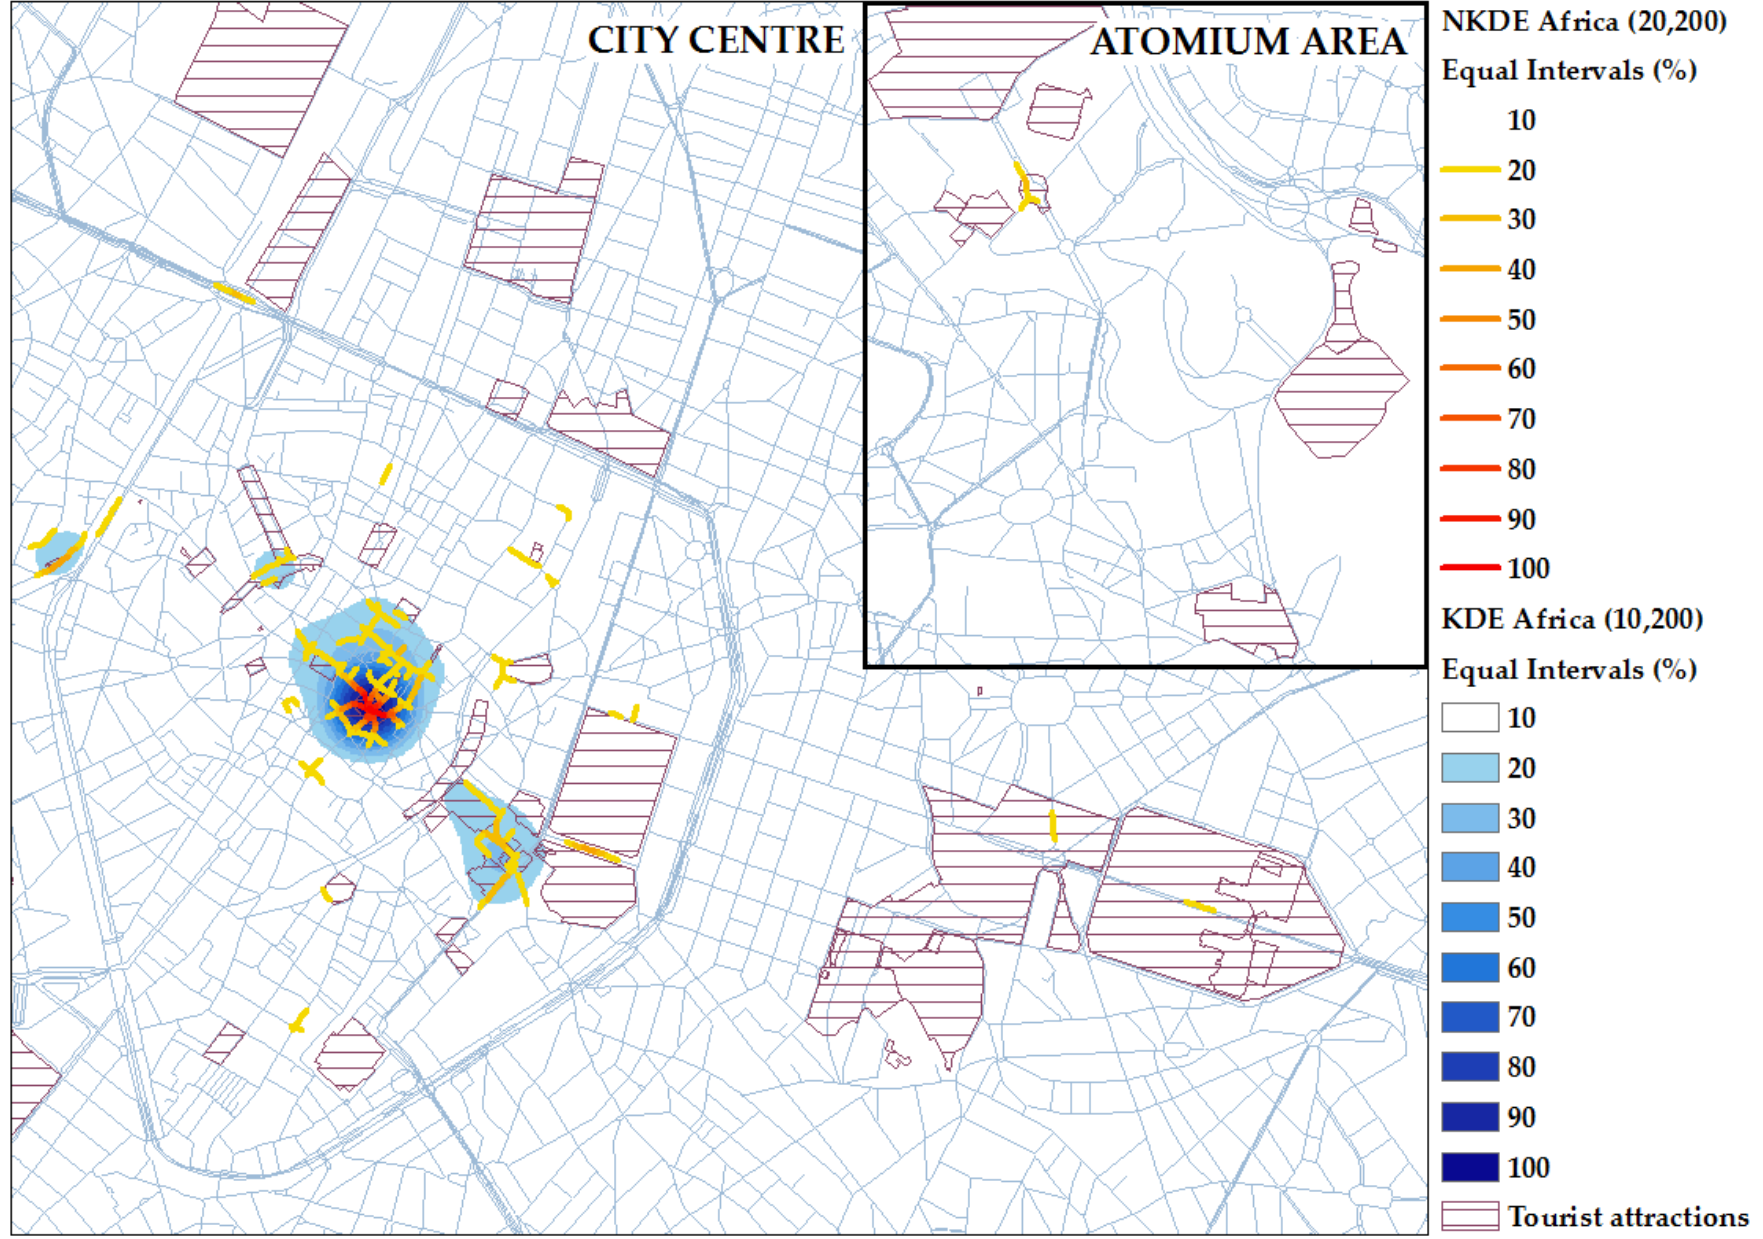 CITY CENTRE
ATOMIUM AREA
NKDE Africa (20,200)
Equal Intervals (%)
10
20
30
40
50
60
70
80
90
100
KDE Africa (10,200)
Equal Intervals (%)
10
20
30
40
50
60
70
80
90
100
Tourist attractions